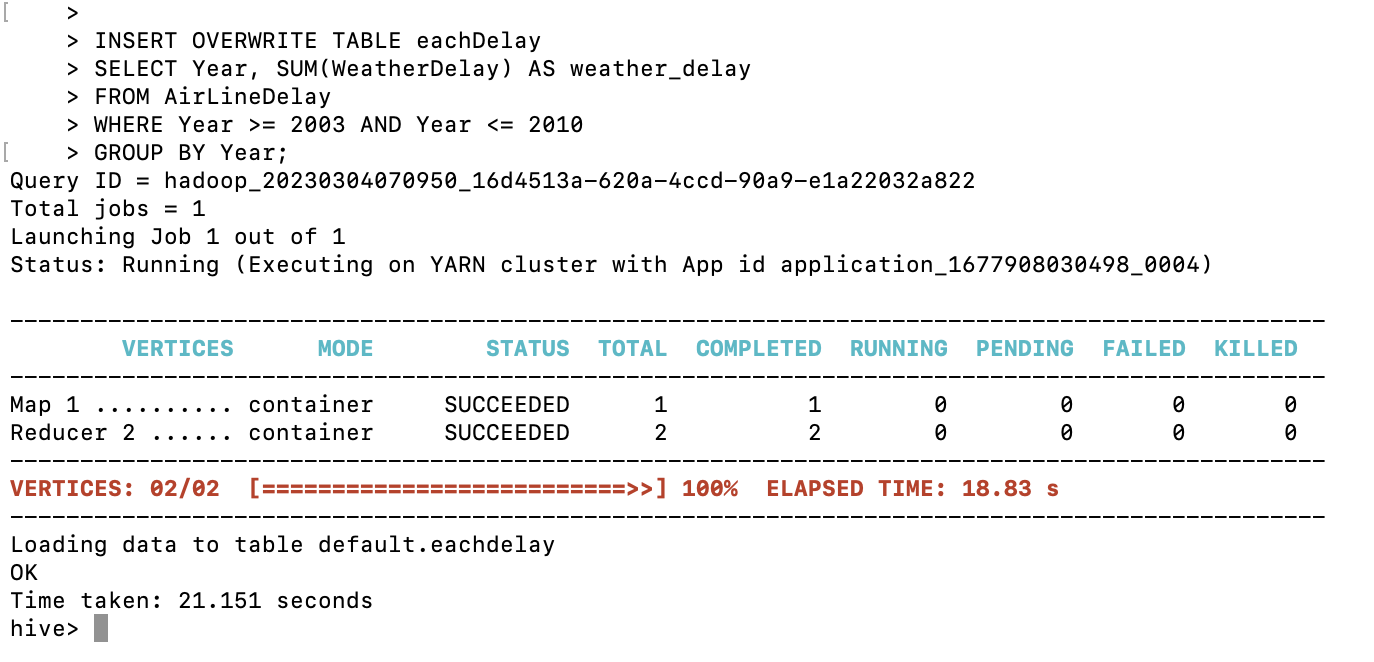 [    >
     > INSERT OVERWRITE TABLE eachDelay
     > SELECT Year, SUM(WeatherDelay) AS weather_delay
     > FROM AirLineDelay
     > WHERE Year >= 2003 AND Year <= 2010
[    > GROUP BY Year;
Query ID = hadoop_20230304070950_16d4513a-620a-4ccd-90a9-e1a22032a822
Total jobs = 1
Launching Job 1 out of 1
Status: Running (Executing on YARN cluster with App id application_1677908030498_0004)

----------------------------------------------------------------------------------------------
        VERTICES      MODE        STATUS  TOTAL  COMPLETED  RUNNING  PENDING  FAILED  KILLED
----------------------------------------------------------------------------------------------
Map 1 .......... container     SUCCEEDED      1          1        0        0       0       0
Reducer 2 ...... container     SUCCEEDED      2          2        0        0       0       0
----------------------------------------------------------------------------------------------
VERTICES: 02/02  [==========================>>] 100%  ELAPSED TIME: 18.83 s
----------------------------------------------------------------------------------------------
Loading data to table default.eachdelay
OK
Time taken: 21.151 seconds
hive>